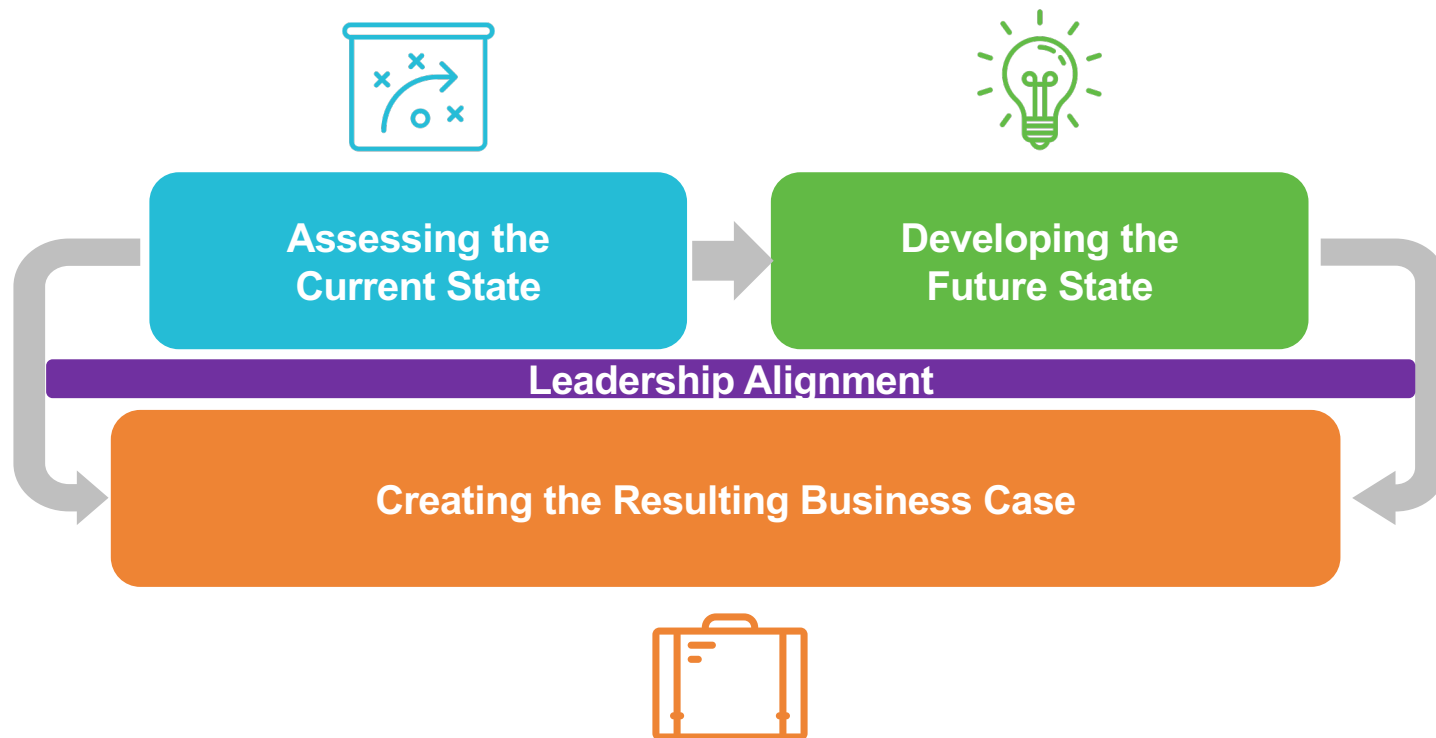 Assessing the
Current State
Developing the
Future State
Leadership Alignment
Creating the Resulting Business Case